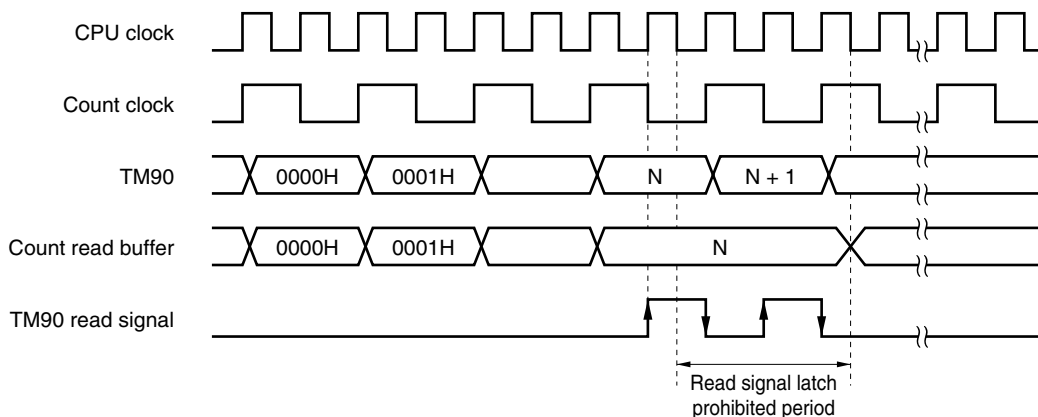 CPU clock
Count clock
TM90
0000H
0001H
N
N + 1
Count read buffer
0000H
0001H
N
TM90 read signal
Read signal latch
prohibited period